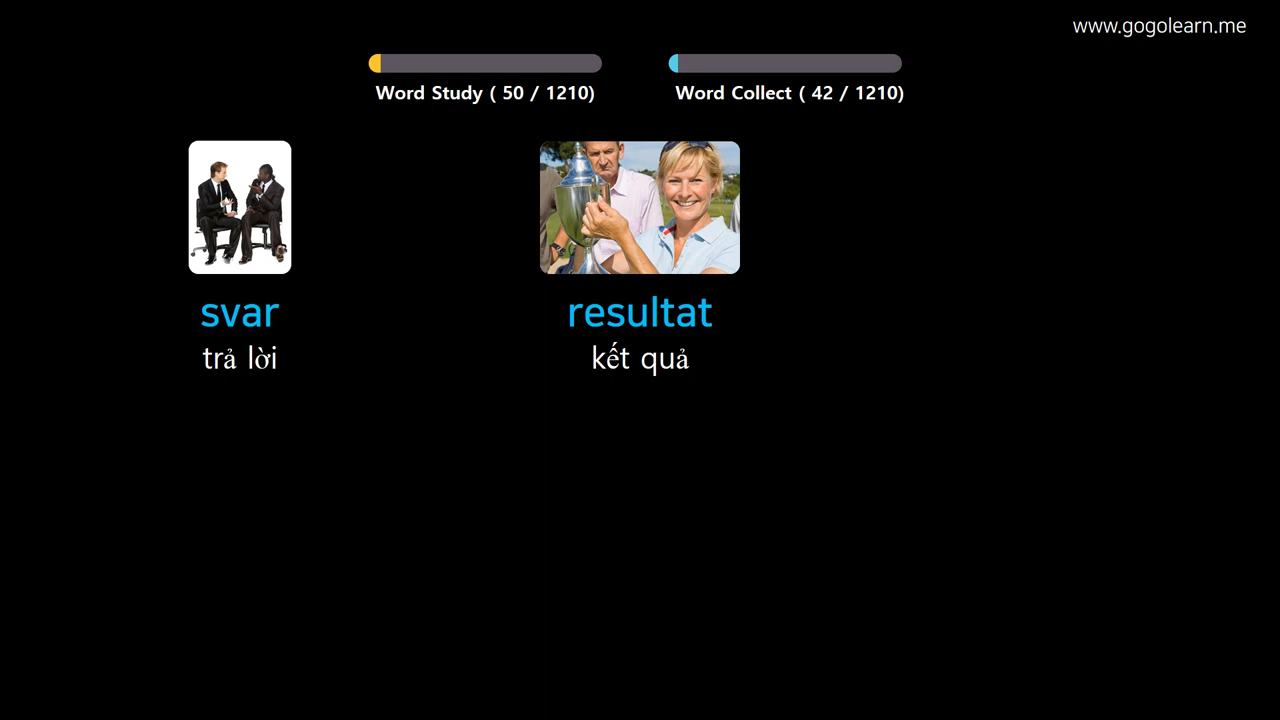 www.gogolearn.me
Word Study ( 50 / 1210)
Word Collect ( 42 / 1210)
svar
resultat
trả lời
kết quả